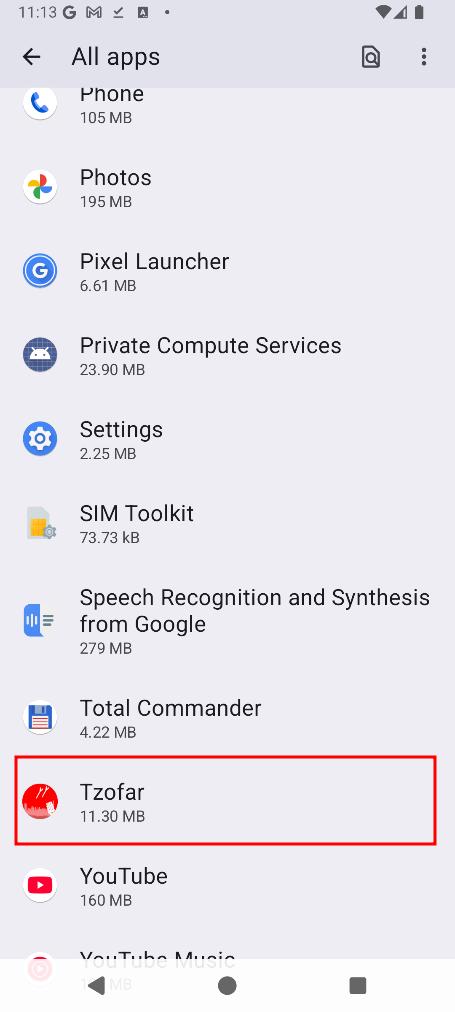 11:13
All apps
Phone
105 MB
Photos
195 MB
Pixel Launcher
6.61 MB
Private Compute Services
23.90 MB
Settings
2.25 MB
SIM Toolkit
73.73 kB
Speech Recognition and Synthesis
from Google
279 MB
Total Commander
4.22 MB
Tzofar
11.30 MB
YouTube
160 MB
YouTube Music